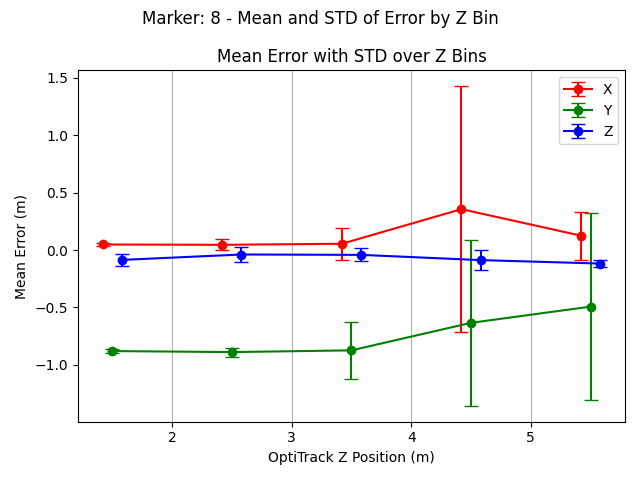 Marker: 8 - Mean and STD of Error by Z Bin
Mean Error with STD over Z Bins
1.5
1.0
0.5
0.0
−0.5
−1.0
Mean Error (m)
X
Y
Z
2
3
4
5
OptiTrack Z Position (m)